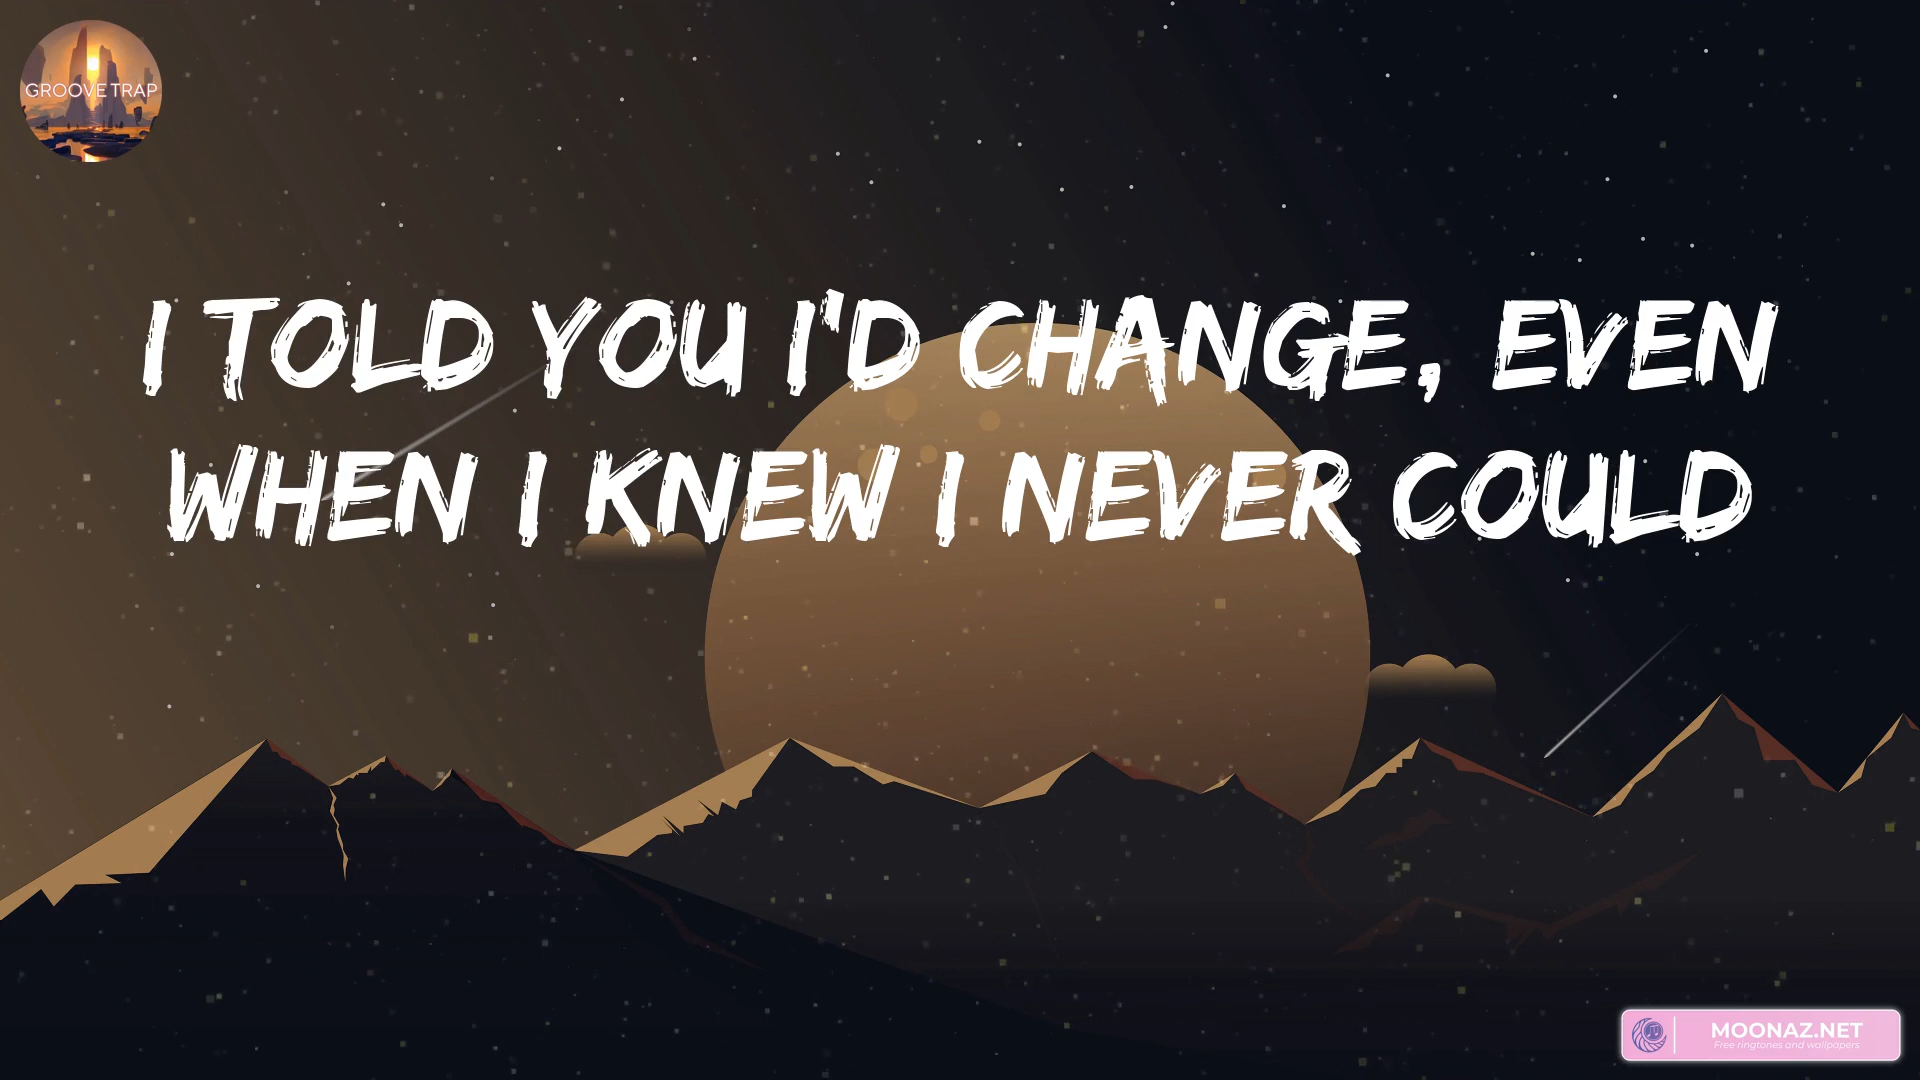 GROOVE TRAP
I TOLD YOU I'D CHANGE, EVEN
WHEN I KNEW I NEVER COULD
MOONAZ.NET
Free ringtones and wallpapers